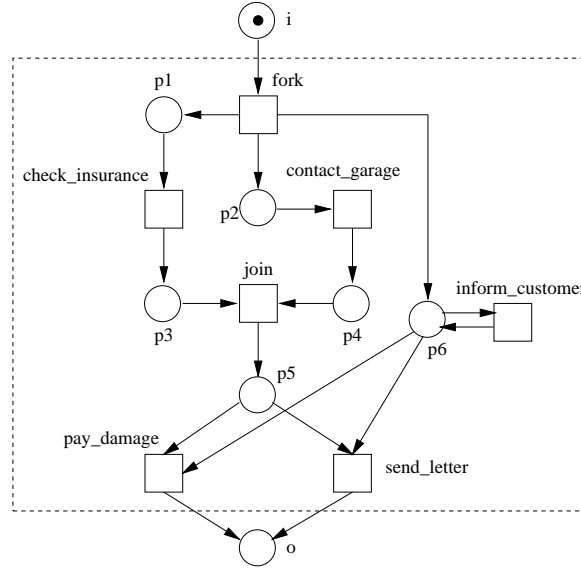 i
p1
fork
check_insurance
contact_garage
p2
join
inform_customer
p3
p4
p6
p5
pay_damage
send_letter
o